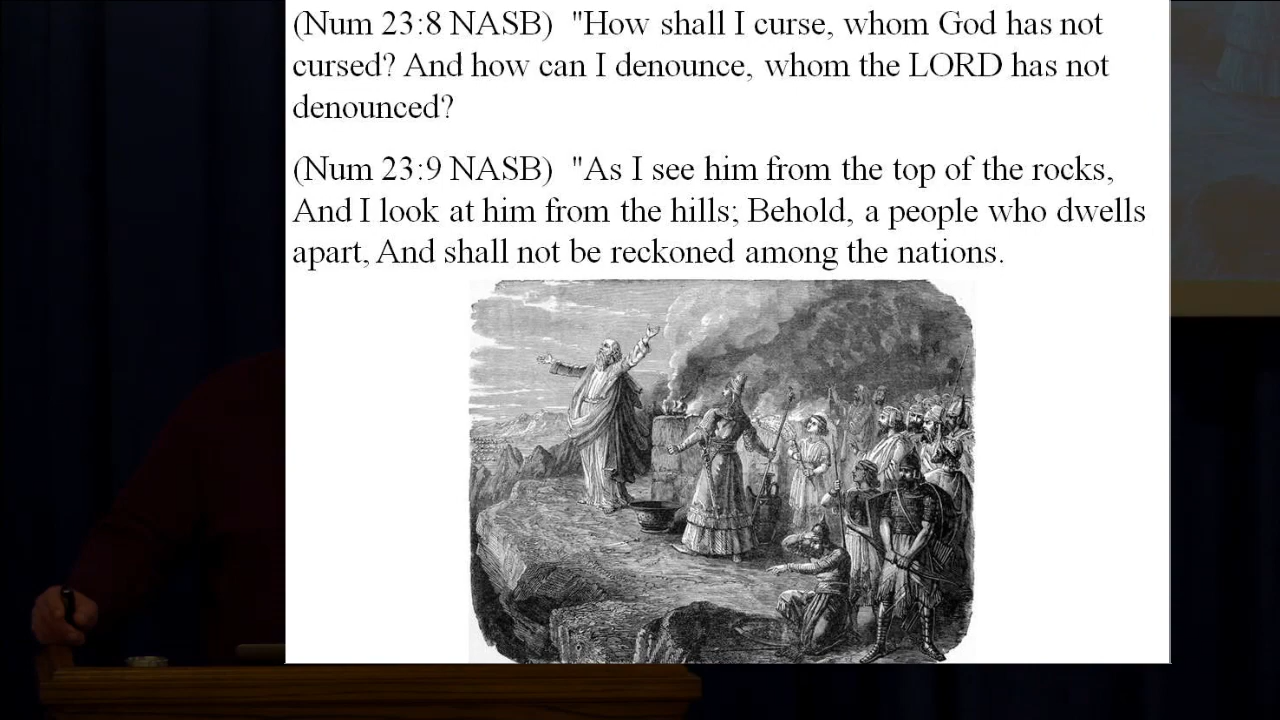 (Num 23:8 NASB)  "How shall I curse, whom God has not
cursed? And how can I denounce, whom the LORD has not
denounced?
(Num 23:9 NASB)  "As I see him from the top of the rocks,
And I look at him from the hills; Behold, a people who dwells
apart, And shall not be reckoned among the nations.